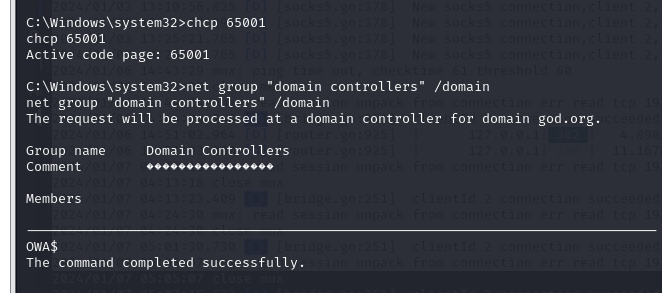 C:\Windows\system32>chcp 65001
chcp 65001
Active code page: 65001
C:\Windows\system32>net group "domain controllers" /domain
net group "domain controllers" /domain
The request will be processed at a domain controller for domain god.org.
Group name     Domain Controllers
Comment        �����������������
Members
-------------------------------------------------------------------------------
OWA$
The command completed successfully.